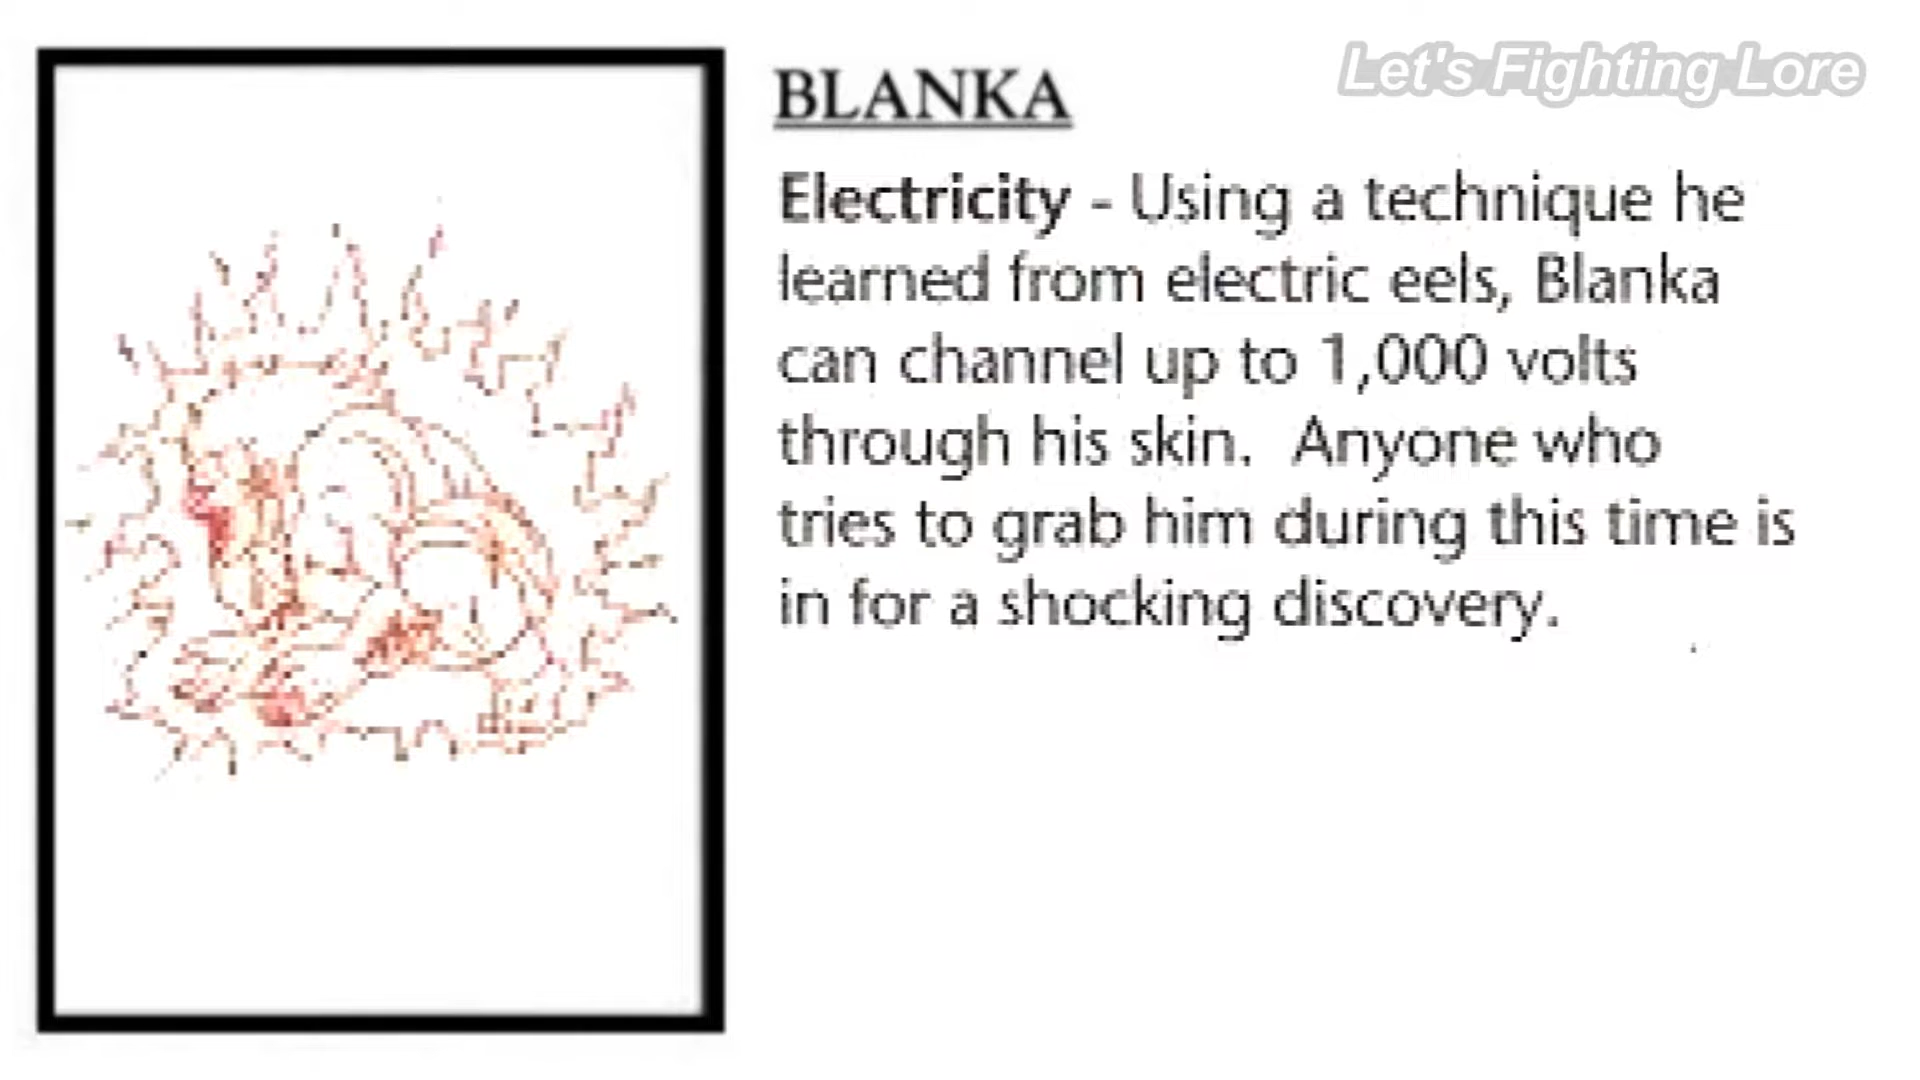 Let's Fighting Lore
BLANKA
Electricity - Using a technique he
learned from electric eels, Blanka
can channel up to 1,000 volts
through his skin.  Anyone who
tries to grab him during this time is
in for a shocking discovery.